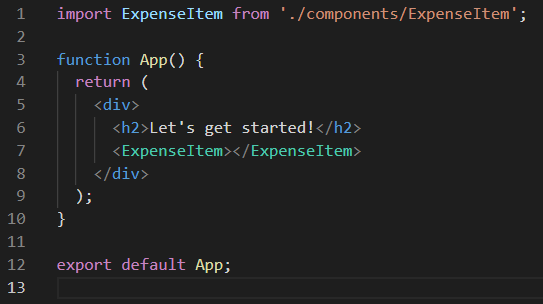 1 import ExpenseItem from './components/ExpenseItem';
2
3 function App() {
4   return (
5     <div>
6       <h2>Let's get started!</h2>
7       <ExpenseItem></ExpenseItem>
8     </div>
9   );
10 }
11
12 export default App;
13